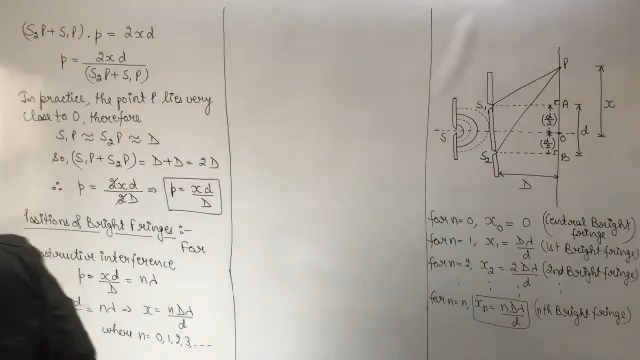 (S₂P + S₁P) . p = 2xd
p = 2xd / (S₂P + S₁P)
In practice, the point P lies very
close to O, therefore
S₁P ≈ S₂P ≈ D
so, (S₁P + S₂P) = D + D = 2D
∴ p = 2xd / 2D ⇒ p = xd / D
Positions of Bright Fringes :- For
constructive interference
p = xd / D = nλ
= nλ ⇒ x = nDλ / d
where n = 0, 1, 2, 3, ----
P
S₁
A
x
d/2
d
S
O
d/2
S₂
B
D
for n = 0, x₀ = 0 (central Bright
fringe)
for n = 1, x₁ = Dλ / d (1st Bright fringe)
for n = 2, x₂ = 2Dλ / d (2nd Bright fringe)
for n = n, xₙ = nDλ / d (nth Bright fringe)